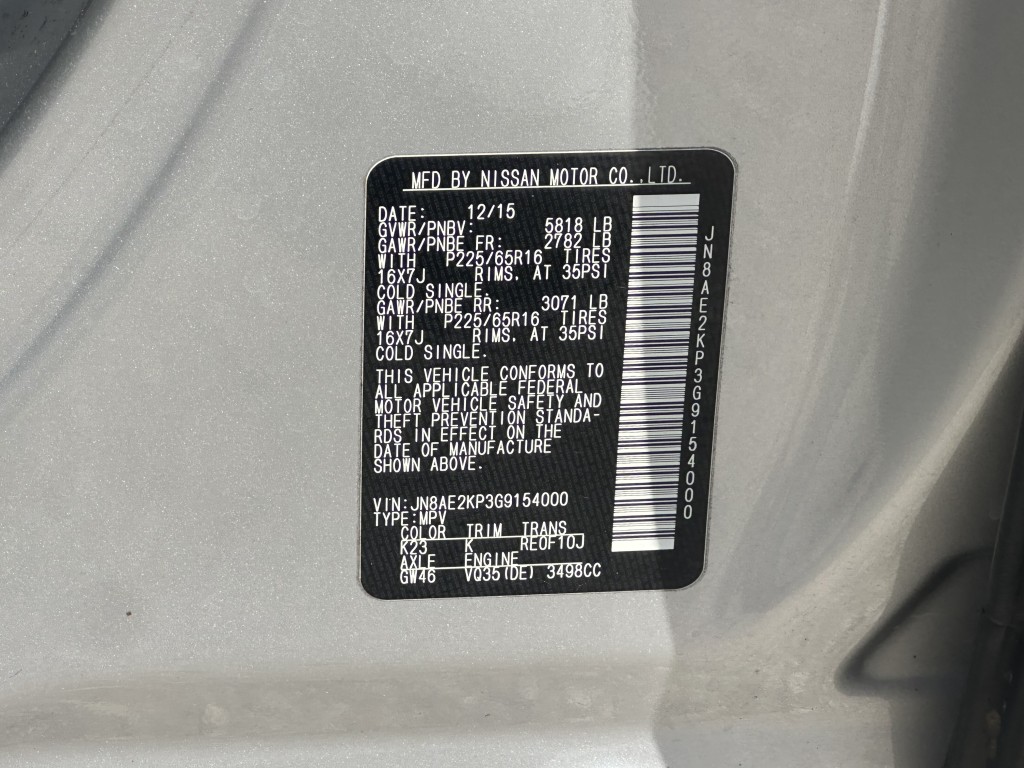 MFD BY NISSAN MOTOR CO.,LTD.
DATE: 12/15
GVWR/PNBV: 5818 LB
GAWR/PNBE FR: 2782 LB
WITH P225/65R16 TIRES
16X7J RIMS, AT 35PSI
COLD SINGLE.
GAWR/PNBE RR: 3071 LB
WITH P225/65R16 TIRES
16X7J RIMS, AT 35PSI
COLD SINGLE.
THIS VEHICLE CONFORMS TO
ALL APPLICABLE FEDERAL
MOTOR VEHICLE SAFETY AND
THEFT PREVENTION STANDA-
RDS IN EFFECT ON THE
DATE OF MANUFACTURE
SHOWN ABOVE.
VIN:JN8AE2KP3G9154000
TYPE:MPV
COLOR TRIM TRANS
K23 K RE0F10J
AXLE ENGINE
GW46 VQ35(DE) 3498CC
JN8AE2KP3G9154000